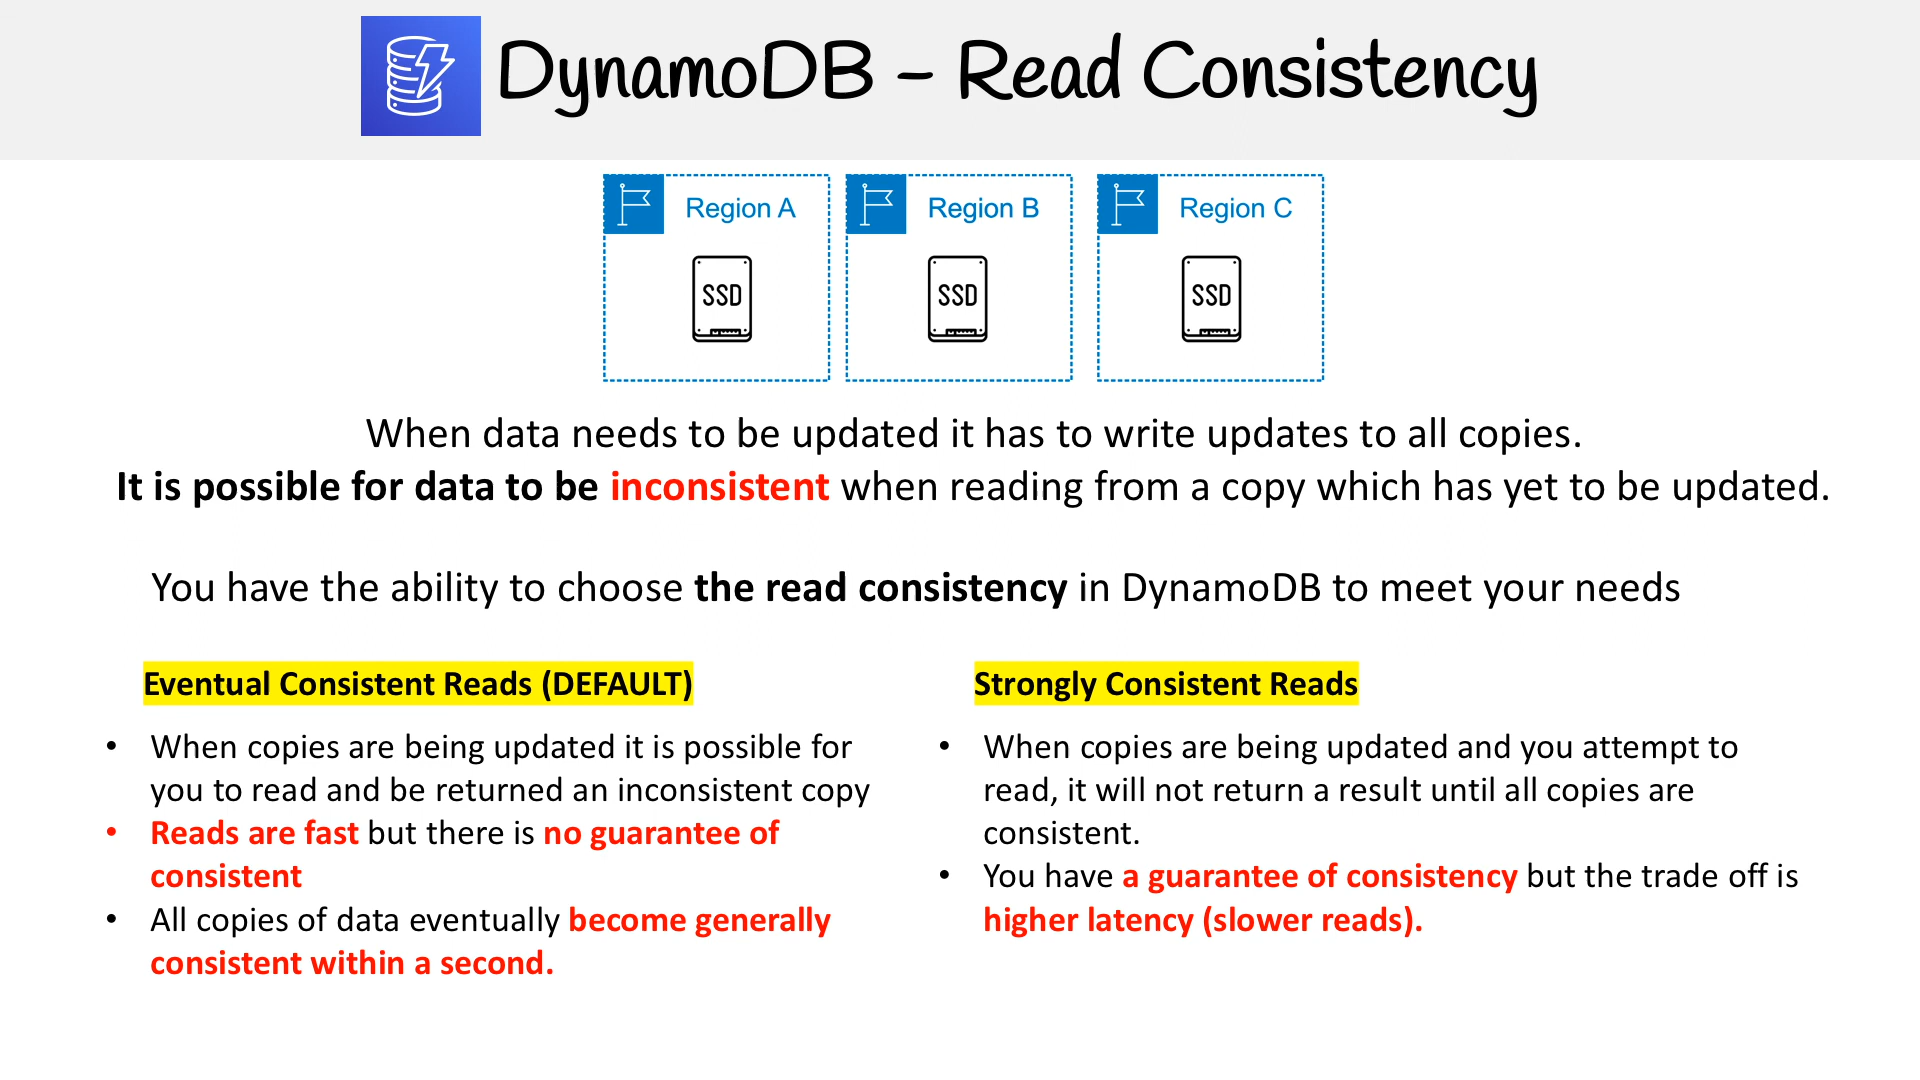 DynamoDB – Read Consistency
Region A
Region B
Region C
SSD
SSD
SSD
When data needs to be updated it has to write updates to all copies.
It is possible for data to be inconsistent when reading from a copy which has yet to be updated.
You have the ability to choose the read consistency in DynamoDB to meet your needs
Eventual Consistent Reads (DEFAULT)
• When copies are being updated it is possible for
you to read and be returned an inconsistent copy
• Reads are fast but there is no guarantee of
consistent
• All copies of data eventually become generally
consistent within a second.
Strongly Consistent Reads
• When copies are being updated and you attempt to
read, it will not return a result until all copies are
consistent.
• You have a guarantee of consistency but the trade off is
higher latency (slower reads).